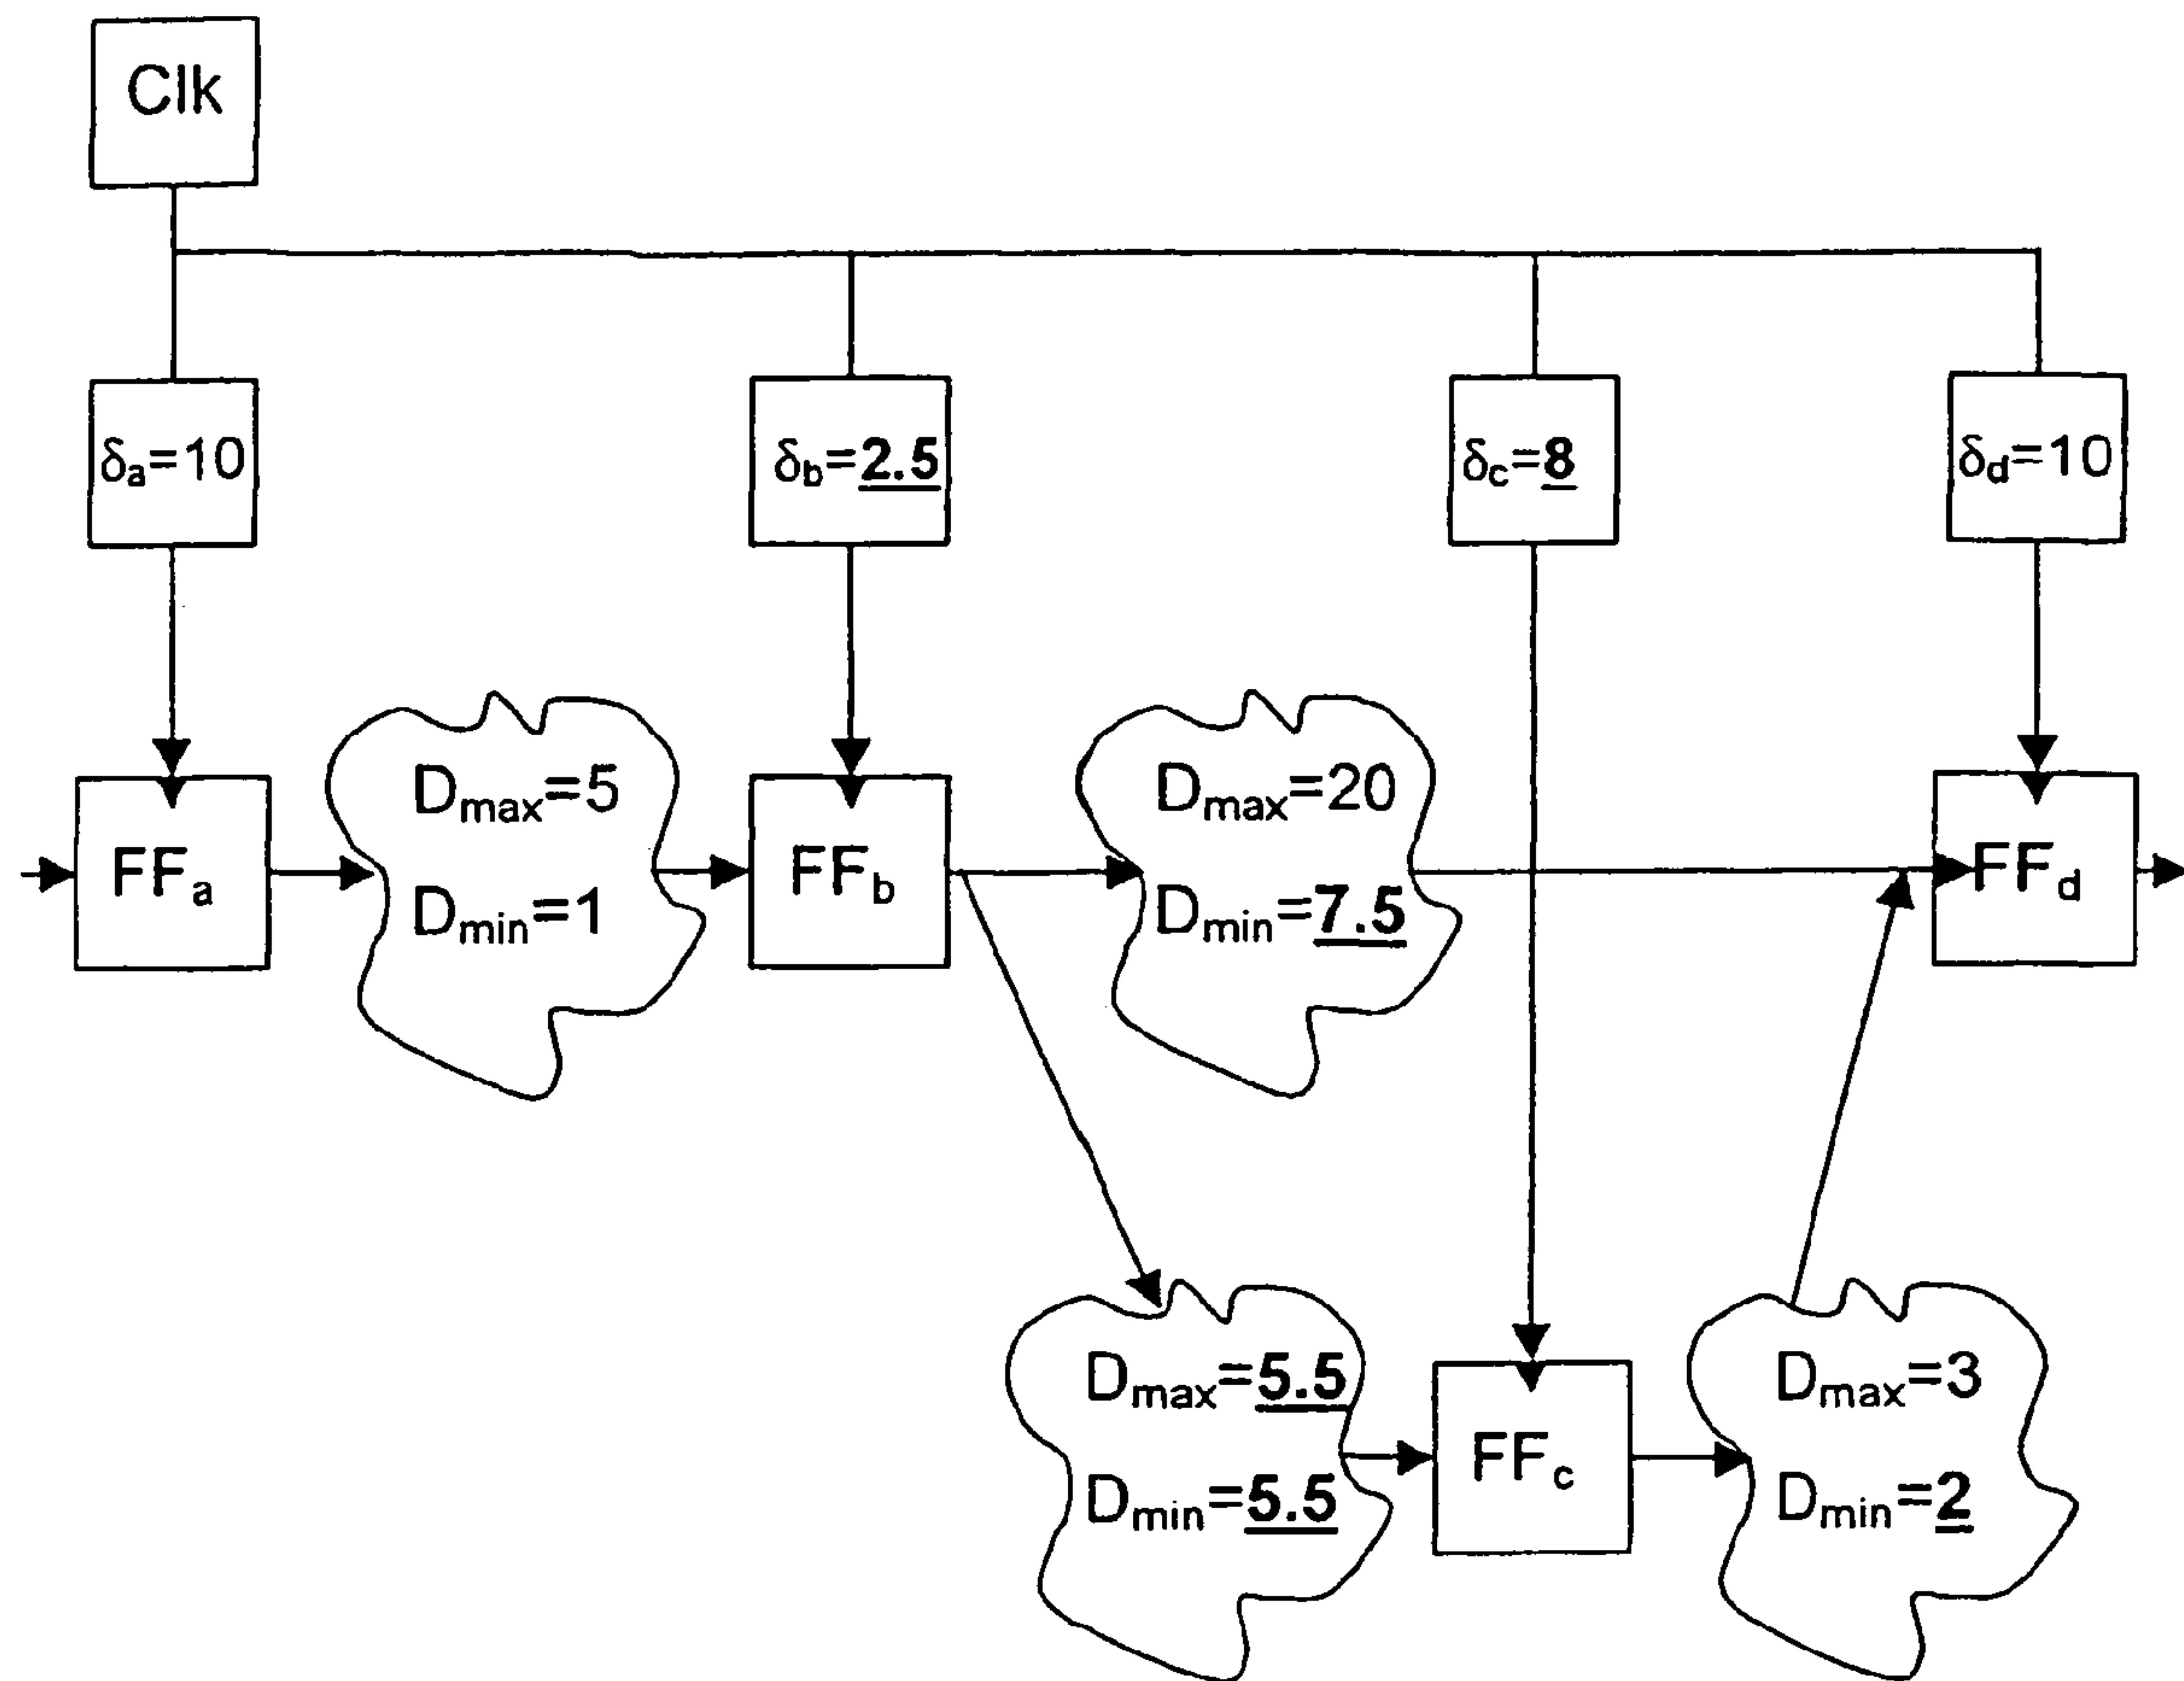 Clk
δa=10
δb=2.5
δc=8
δd=10
Dmax=5
Dmin=1
Dmax=20
Dmin=7.5
FFa
FFb
FFd
Dmax=5.5
Dmin=5.5
FFc
Dmax=3
Dmin=2